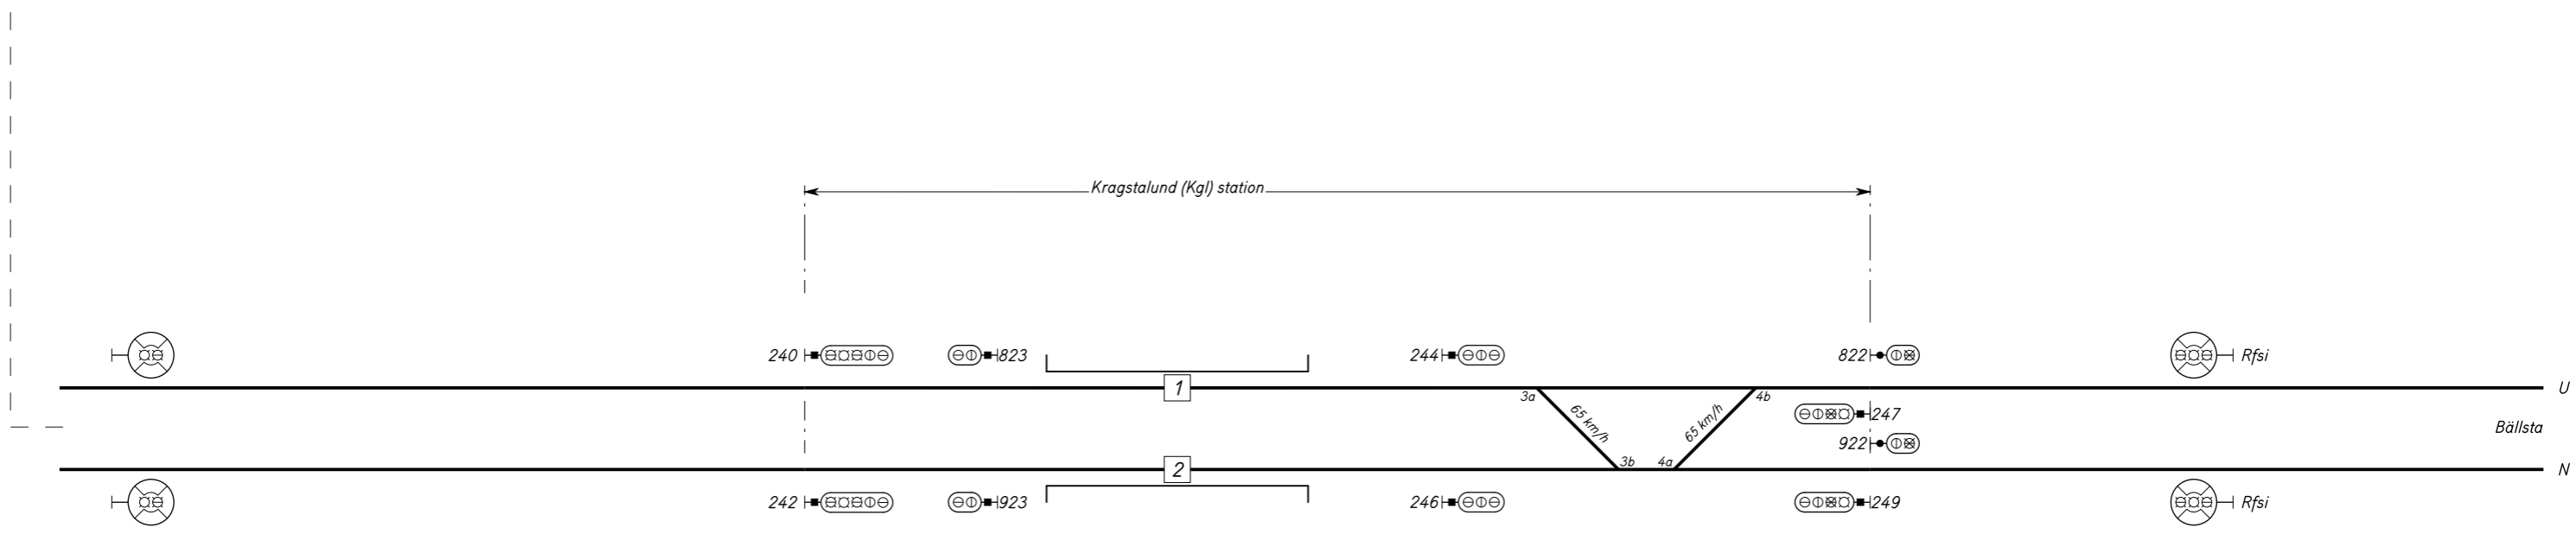 Kragstalund (Kgl) station
240
823
244
822
Rfsi
1
U
3a
4b
65 km/h
65 km/h
247
Bällsta
922
3b
4a
2
N
242
923
246
249
Rfsi